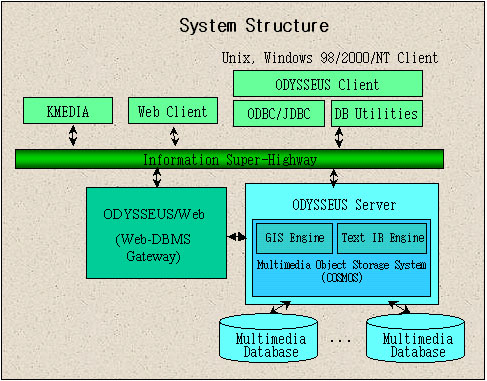 System Structure
Unix, Windows 98/2000/NT Client
ODYSSEUS Client
KMEDIA
Web Client
ODBC/JDBC
DB Utilities
Information Super-Highway
ODYSSEUS/Web
(Web-DBMS
Gateway)
ODYSSEUS Server
GIS Engine
Text IR Engine
Multimedia Object Storage System
(COSMOS)
Multimedia
Database
...
Multimedia
Database